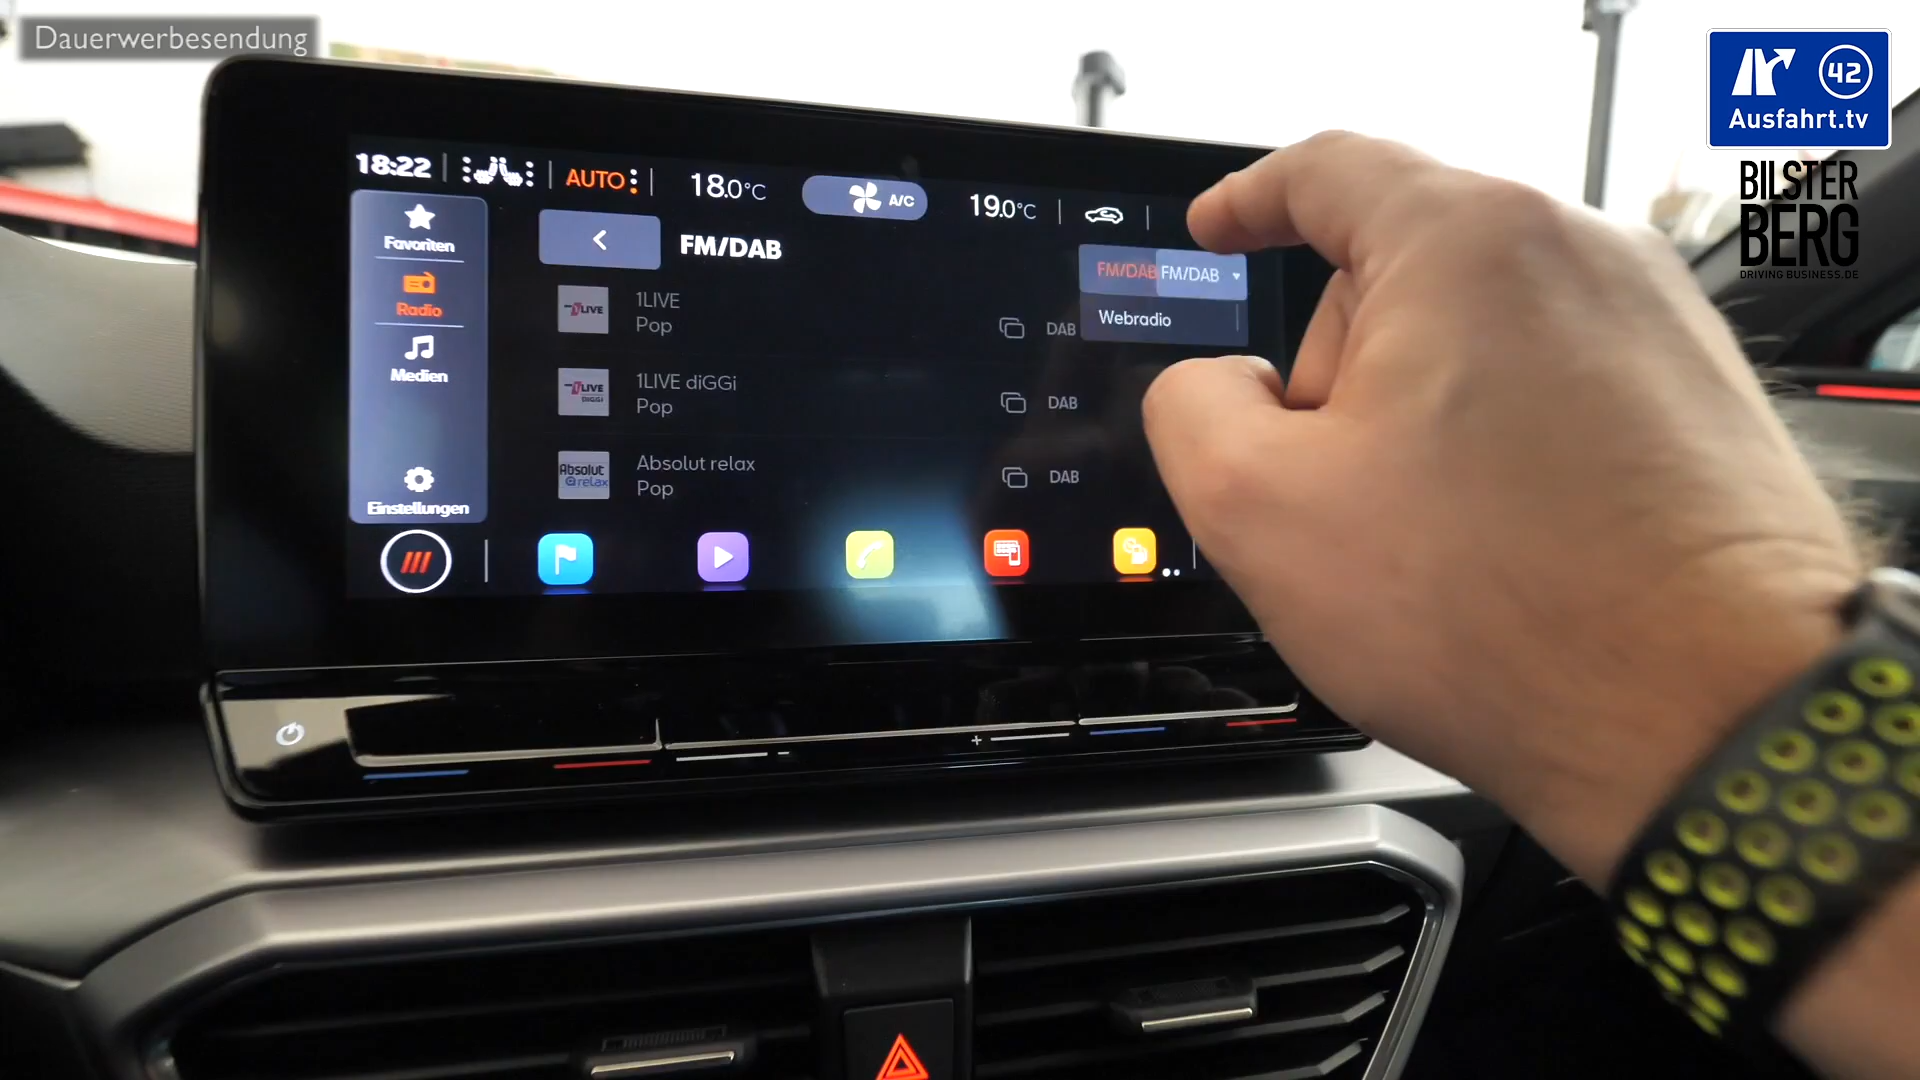 Dauerwerbesendung
42
Ausfahrt.tv
BILSTER
BERG
DRIVING BUSINESS.DE
18:22
AUTO
18.0°C
A/C
19.0°C
Favoriten
FM/DAB
FM/DAB
FM/DAB
Radio
1LIVE
Pop
DAB
Webradio
Medien
1LIVE
DIGGI
1LIVE diGGi
Pop
DAB
Absolut
relax
Absolut relax
Pop
DAB
Einstellungen
- +